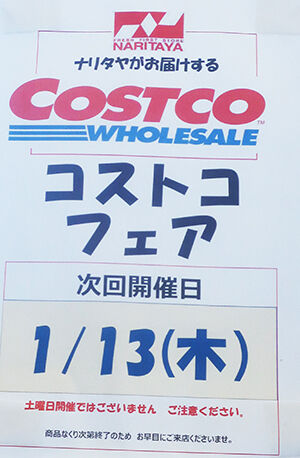 FRESH FIRST STORE
NARITAYA
ナリタヤがお届けする
COSTCO
WHOLESALE
コストコ
フェア
次回開催日
1/13(木)
土曜日開催ではございません ご注意ください。
商品なくり次第終了のため お早目にご来店くださいませ。